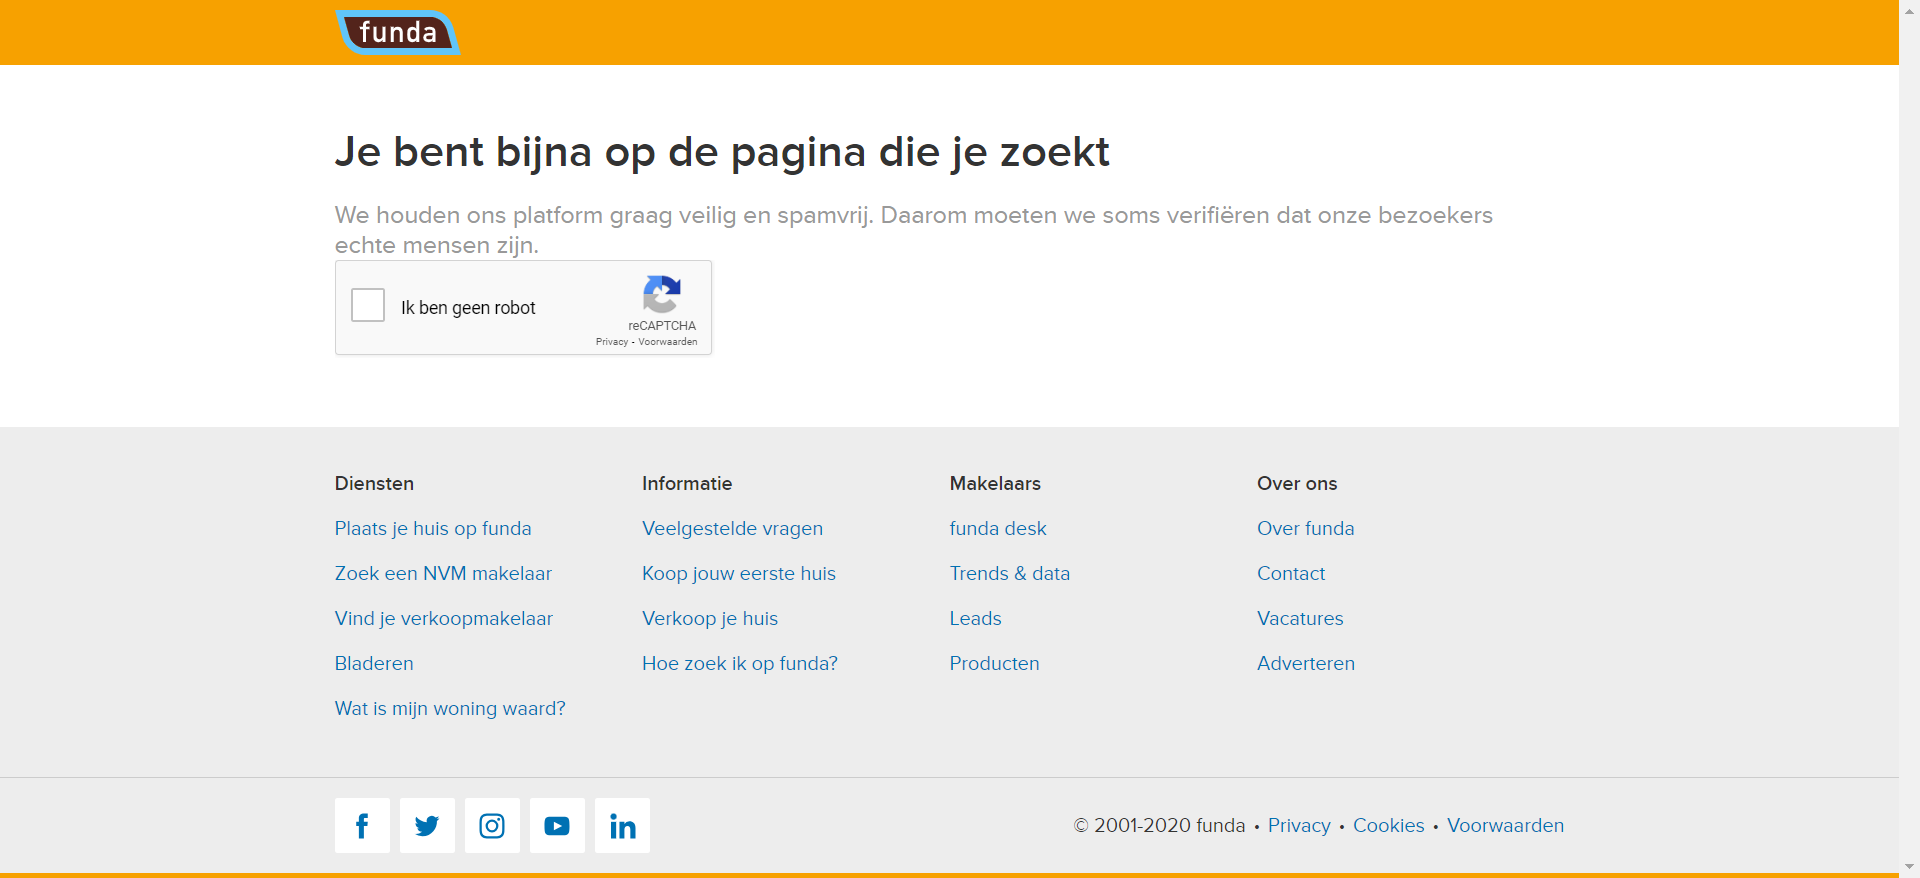 funda
Je bent bijna op de pagina die je zoekt
We houden ons platform graag veilig en spamvrij. Daarom moeten we soms verifiëren dat onze bezoekers
echte mensen zijn.
Ik ben geen robot
reCAPTCHA
Privacy - Voorwaarden
Diensten
Plaats je huis op funda
Zoek een NVM makelaar
Vind je verkoopmakelaar
Bladeren
Wat is mijn woning waard?
Informatie
Veelgestelde vragen
Koop jouw eerste huis
Verkoop je huis
Hoe zoek ik op funda?
Makelaars
funda desk
Trends & data
Leads
Producten
Over ons
Over funda
Contact
Vacatures
Adverteren
© 2001-2020 funda • Privacy • Cookies • Voorwaarden